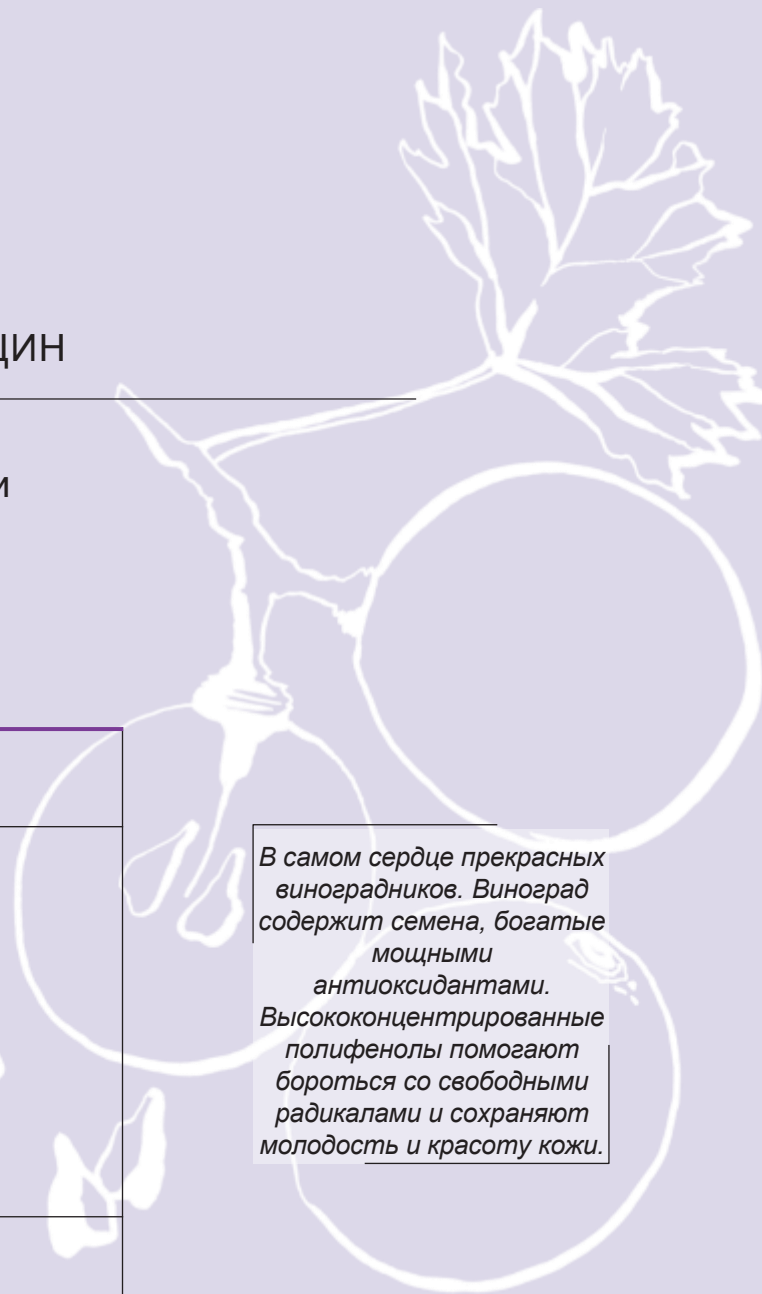 ЩИН
и
В самом сердце прекрасных
виноградников. Виноград
содержит семена, богатые
мощными
антиоксидантами.
Высококонцентрированные
полифенолы помогают
бороться со свободными
радикалами и сохраняют
молодость и красоту кожи.